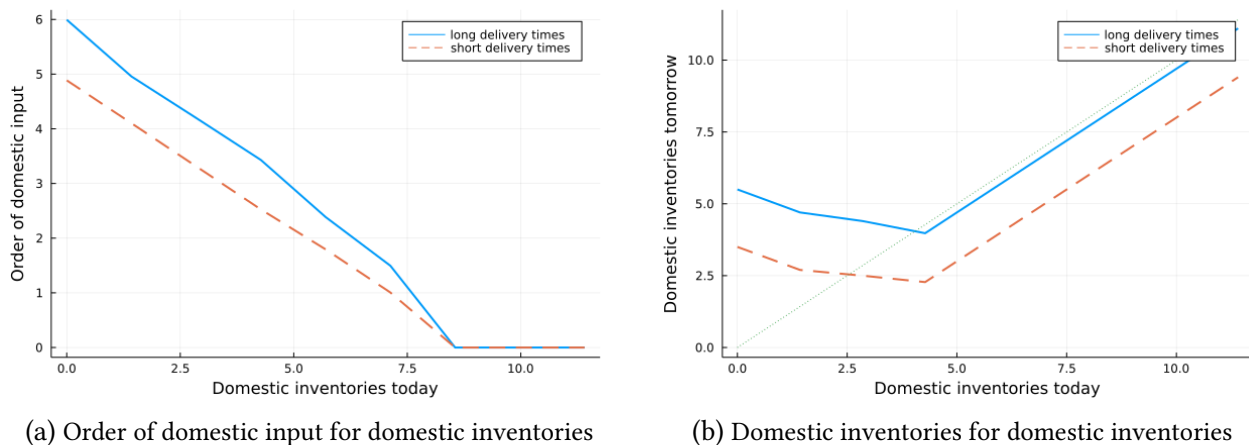 6
5
4
3
2
1
0
Order of domestic input
long delivery times
short delivery times
0.0 2.5 5.0 7.5 10.0
Domestic inventories today
(a) Order of domestic input for domestic inventories
10.0
7.5
5.0
2.5
0.0
Domestic inventories tomorrow
long delivery times
short delivery times
0.0 2.5 5.0 7.5 10.0
Domestic inventories today
(b) Domestic inventories for domestic inventories